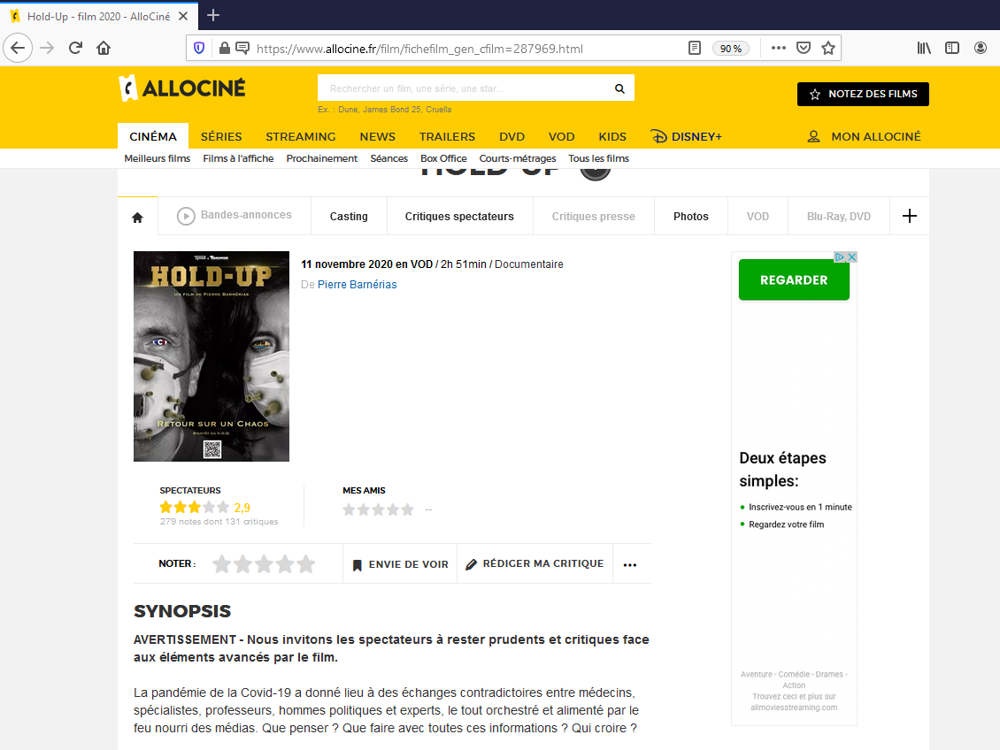 Hold-Up - film 2020 - AlloCiné
https://www.allocine.fr/film/fichefilm_gen_cfilm=287969.html
90 %
ALLOCINÉ
Rechercher un film, une série, une star...
Ex. : Dune, James Bond 25, Cruella
NOTEZ DES FILMS
CINÉMA SÉRIES STREAMING NEWS TRAILERS DVD VOD KIDS DISNEY+ MON ALLOCINÉ
Meilleurs films Films à l'affiche Prochainement Séances Box Office Courts-métrages Tous les films
HOLD-UP
Bandes-annonces Casting Critiques spectateurs Critiques presse Photos VOD Blu-Ray, DVD
HOLD-UP
UN FILM DE PIERRE BARNÉRIAS
LCI
RETOUR SUR UN CHAOS
BIENTÔT EN V.O.D.
11 novembre 2020 en VOD / 2h 51min / Documentaire
De Pierre Barnérias
REGARDER
Deux étapes
simples:
Inscrivez-vous en 1 minute
Regardez votre film
Aventure - Comédie - Drames -
Action
Trouvez ceci et plus sur
allmoviesstreaming.com
SPECTATEURS
2,9
279 notes dont 131 critiques
MES AMIS
--
NOTER :
ENVIE DE VOIR
RÉDIGER MA CRITIQUE
SYNOPSIS
AVERTISSEMENT - Nous invitons les spectateurs à rester prudents et critiques face
aux éléments avancés par le film.
La pandémie de la Covid-19 a donné lieu à des échanges contradictoires entre médecins,
spécialistes, professeurs, hommes politiques et experts, le tout orchestré et alimenté par le
feu nourri des médias. Que penser ? Que faire avec toutes ces informations ? Qui croire ?